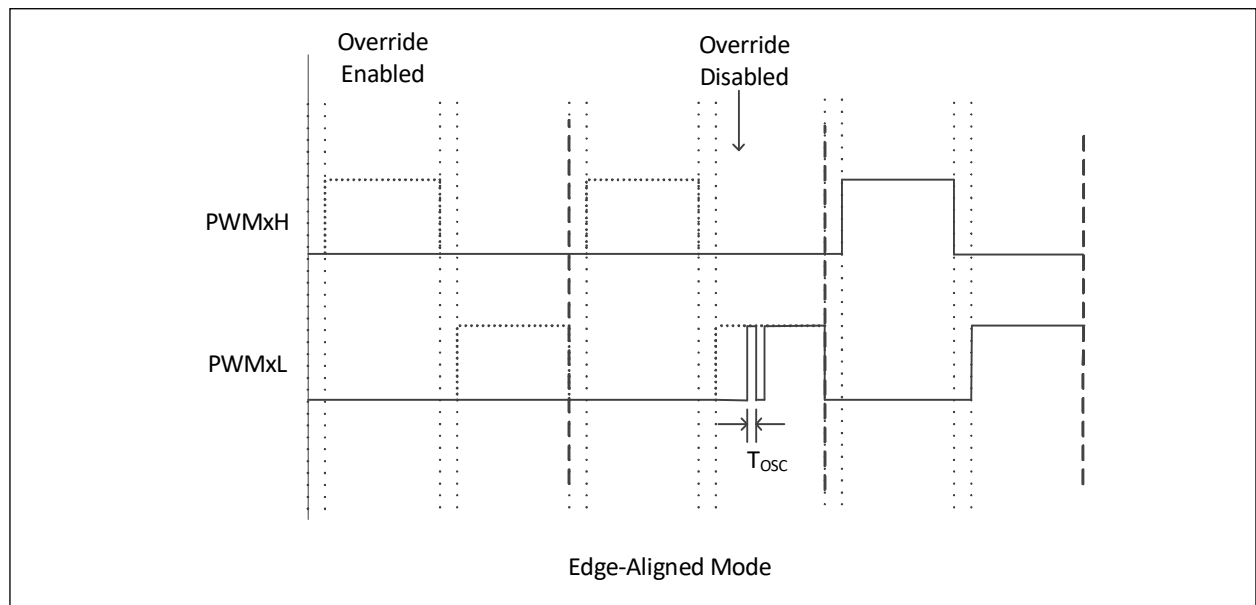 Override
Enabled
Override
Disabled
PWMxH
PWMxL
TOSC
Edge-Aligned Mode